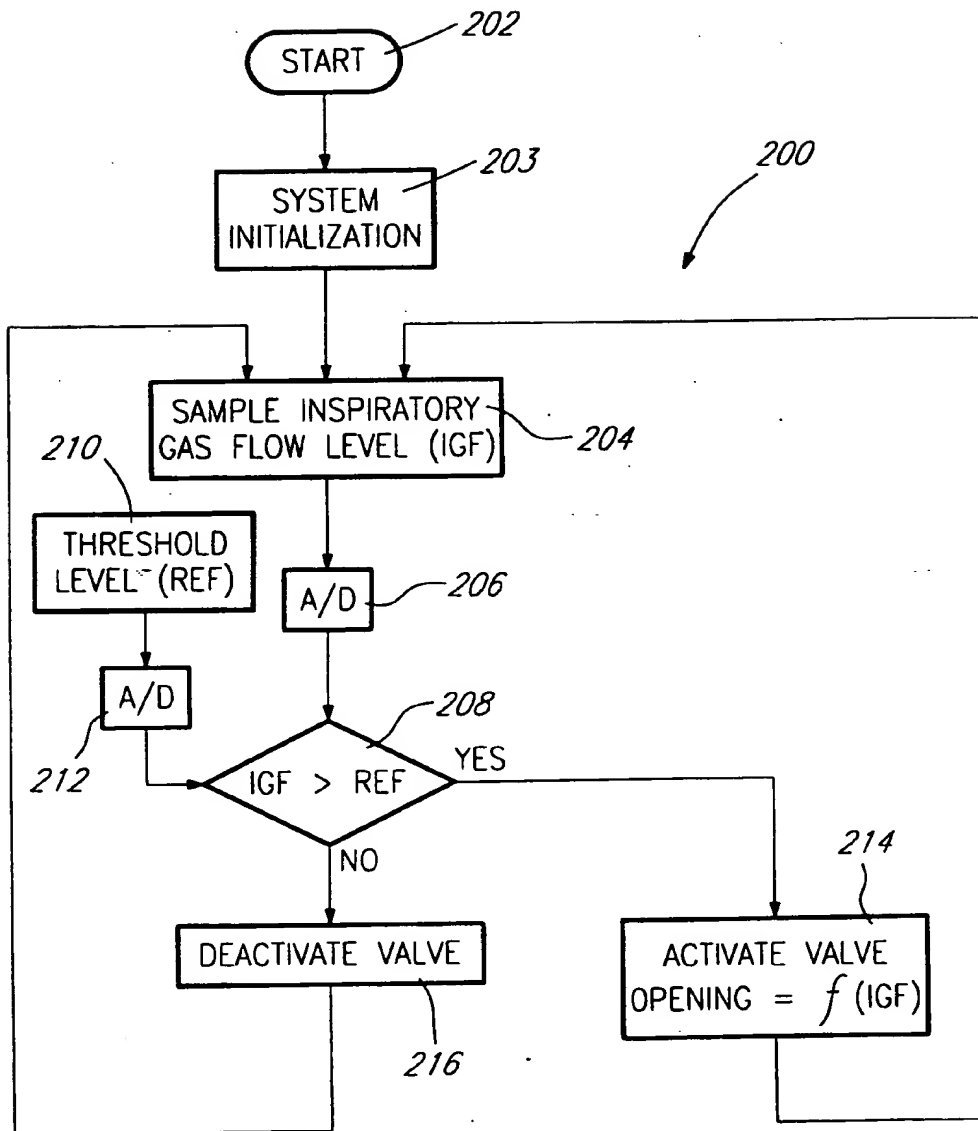 202
START
203
SYSTEM
INITIALIZATION
200
SAMPLE INSPIRATORY
GAS FLOW LEVEL (IGF)
204
210
THRESHOLD
LEVEL (REF)
A/D
206
A/D
212
208
IGF > REF
YES
NO
214
DEACTIVATE VALVE
216
ACTIVATE VALVE
OPENING = f (IGF)